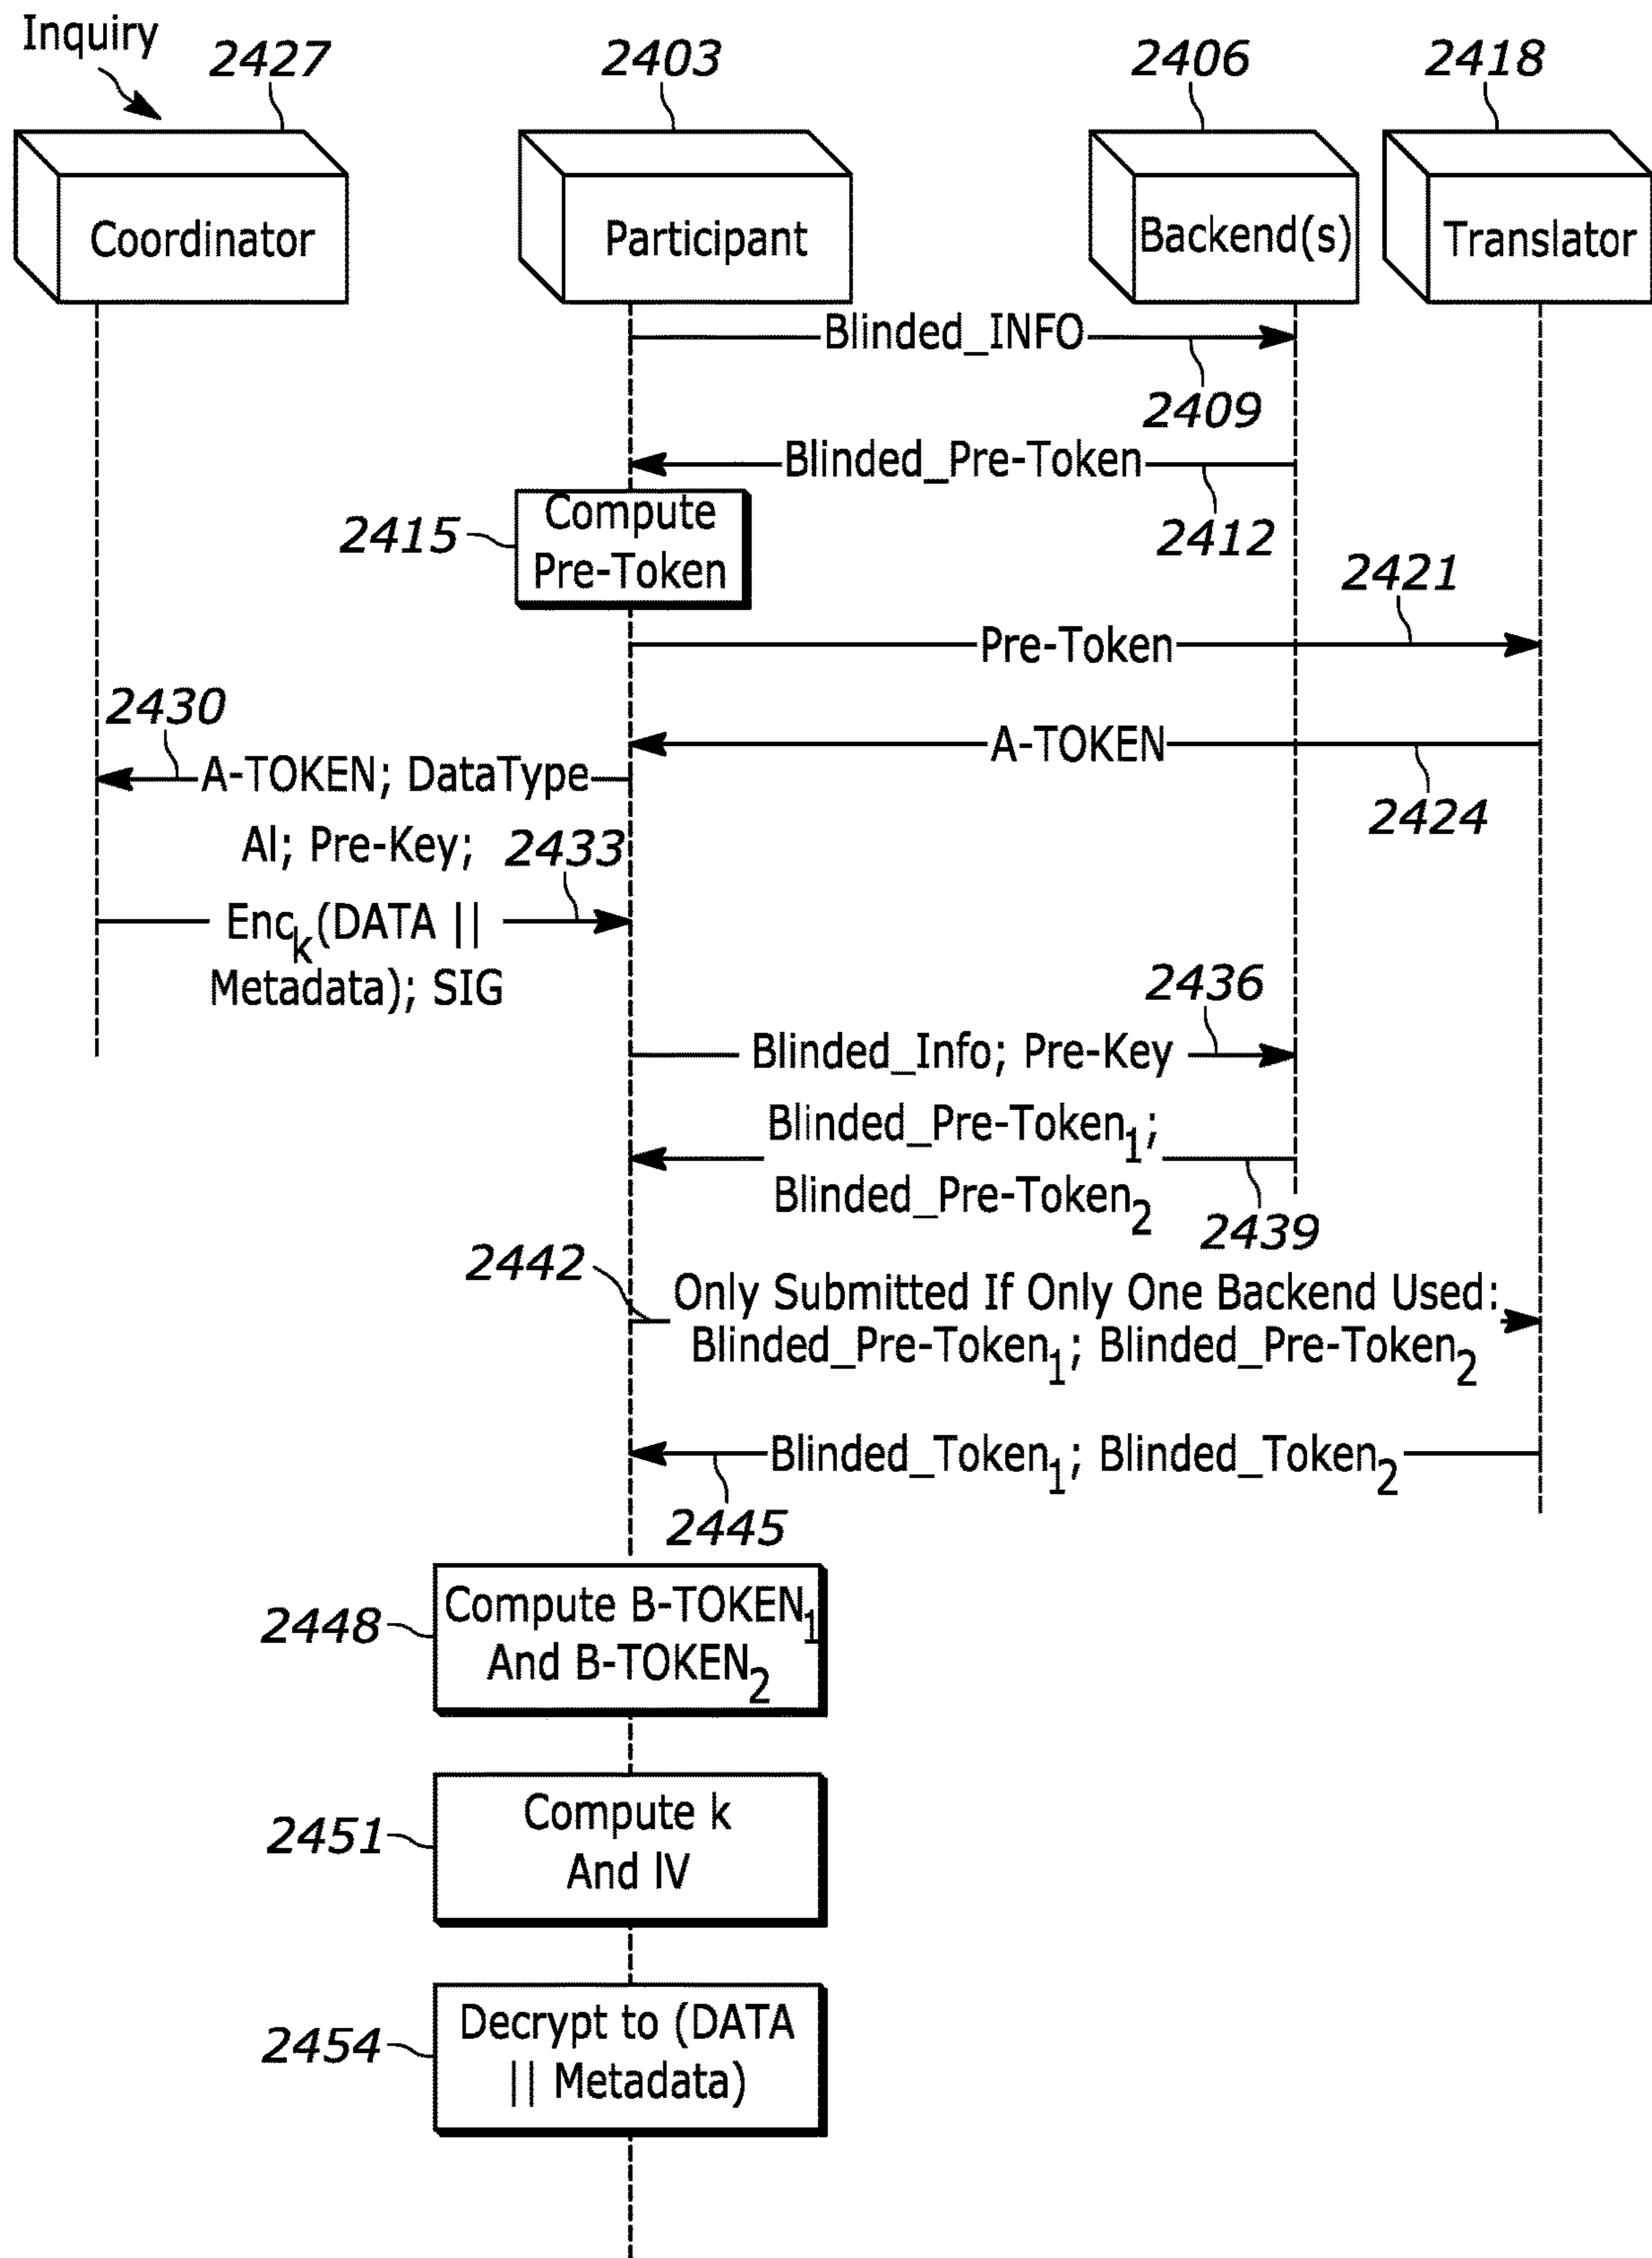 Inquiry
2427
2403
2406
2418
Coordinator
Participant
Backend(s)
Translator
Blinded_INFO
2409
Blinded_Pre-Token
2412
2415
Compute
Pre-Token
2421
Pre-Token
2430
A-TOKEN
A-TOKEN; DataType
2424
AI; Pre-Key;
2433
Enck(DATA ||
Metadata); SIG
2436
Blinded_Info; Pre-Key
Blinded_Pre-Token1;
Blinded_Pre-Token2
2439
2442
Only Submitted If Only One Backend Used:
Blinded_Pre-Token1; Blinded_Pre-Token2
Blinded_Token1; Blinded_Token2
2445
2448
Compute B-TOKEN1
And B-TOKEN2
2451
Compute k
And IV
2454
Decrypt to (DATA
|| Metadata)